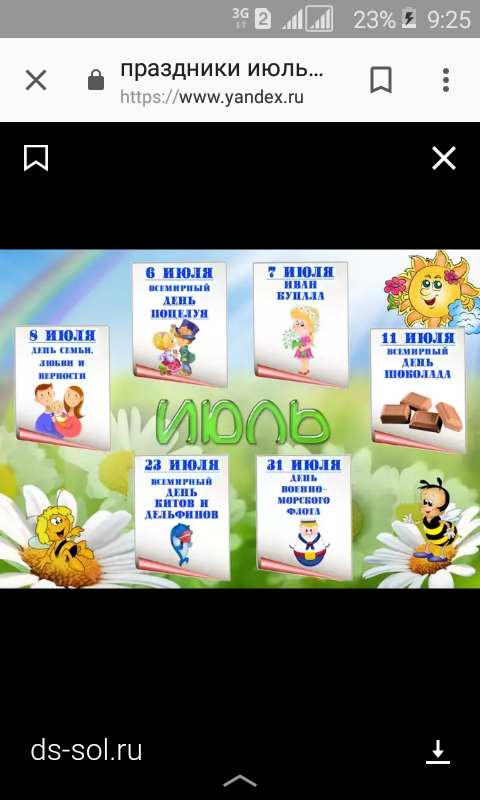 3G
2
23%
9:25
праздники июль...
https://www.yandex.ru
6 ИЮЛЯ
ВСЕМИРНЫЙ
ДЕНЬ
ПОЦЕЛУЯ
7 ИЮЛЯ
ИВАН
КУПАЛА
8 ИЮЛЯ
ДЕНЬ СЕМЬИ,
ЛЮБВИ И
ВЕРНОСТИ
11 ИЮЛЯ
ВСЕМИРНЫЙ
ДЕНЬ
ШОКОЛАДА
ИЮЛЬ
23 ИЮЛЯ
ВСЕМИРНЫЙ
ДЕНЬ
КИТОВ И
ДЕЛЬФИНОВ
31 ИЮЛЯ
ДЕНЬ
ВОЕННО-
МОРСКОГО
ФЛОТА
ds-sol.ru